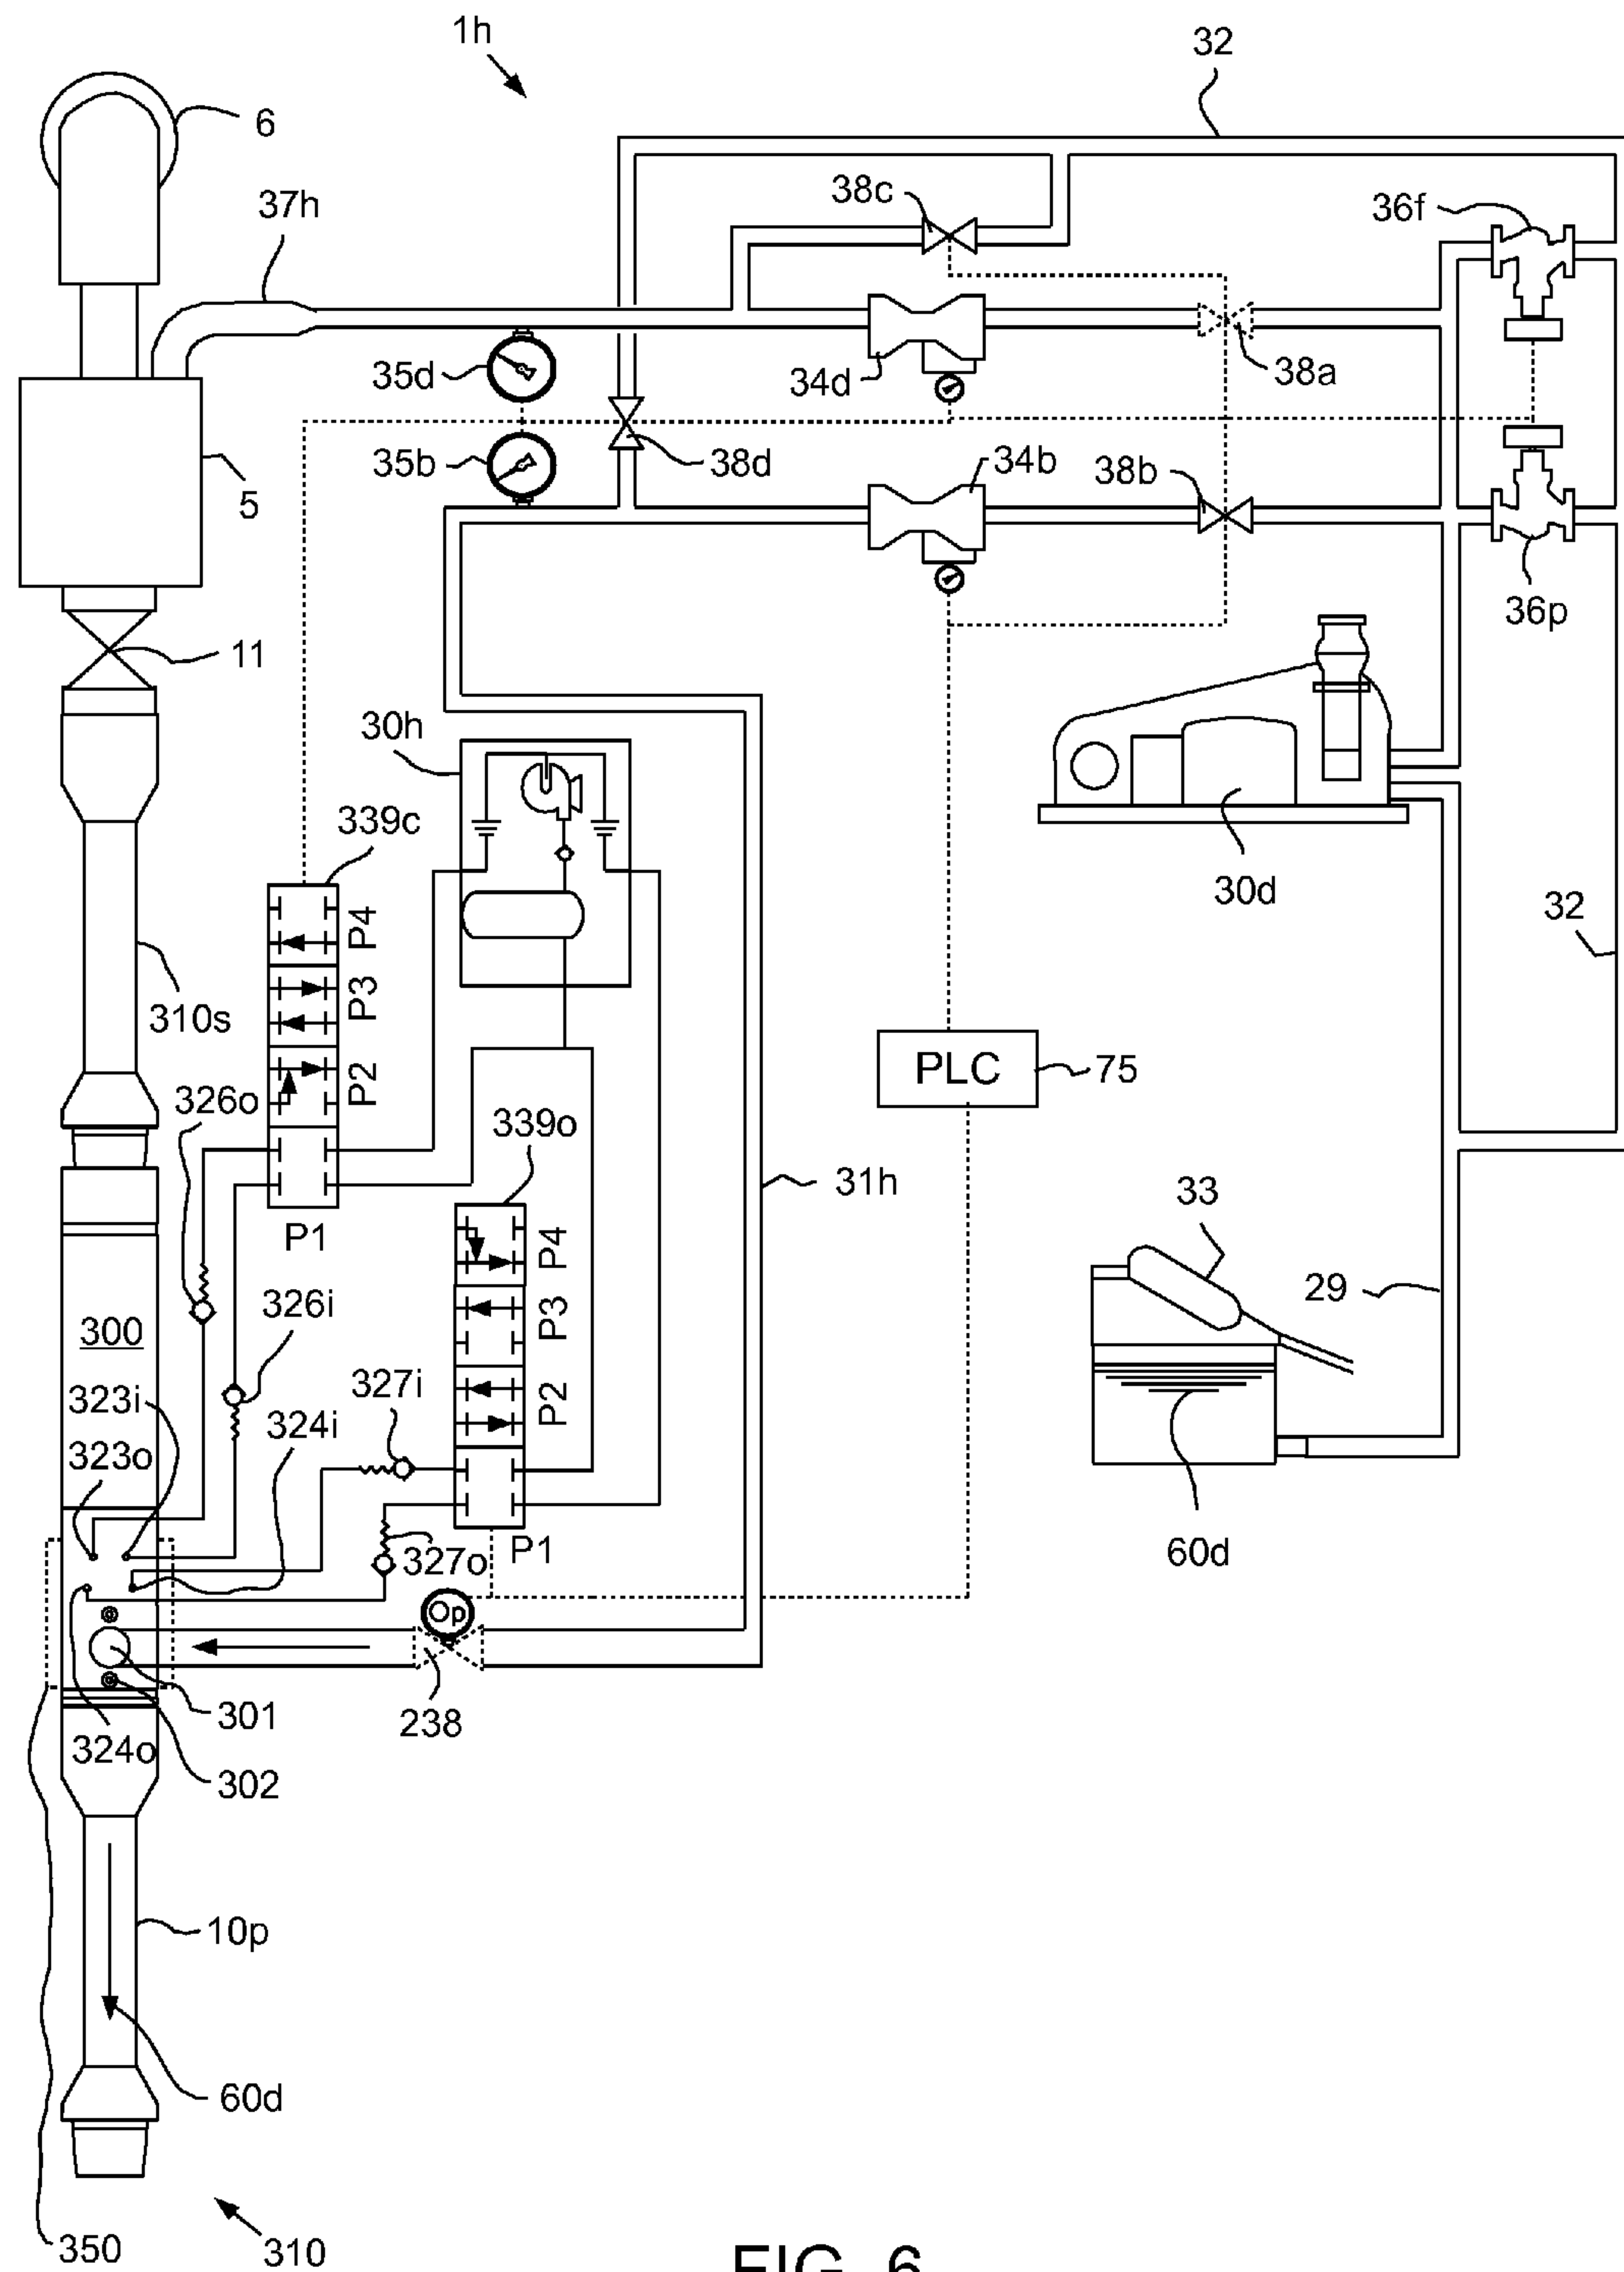 1h
32
6
38c
36f
37h
35d
34d
38a
35b
38d
34b
38b
5
36p
11
30h
339c
30d
P4
32
P3
310s
PLC
75
P2
326o
339o
31h
33
P1
P4
29
326i
300
P3
327i
323i
P2
324i
323o
P1
327o
60d
Op
301
238
324o
302
10p
60d
350
310
FIG. 6